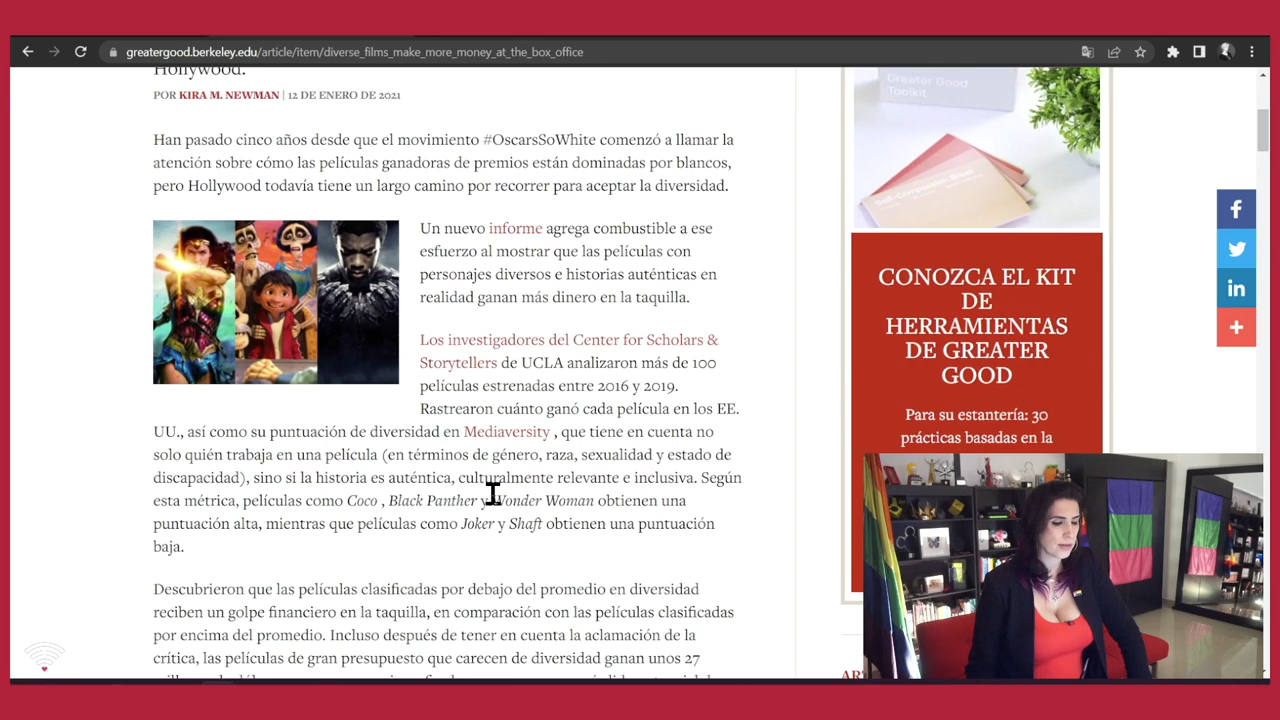 greatergood.berkeley.edu/article/item/diverse_films_make_more_money_at_the_box_office
Hollywood.
POR KIRA M. NEWMAN | 12 DE ENERO DE 2021
Han pasado cinco años desde que el movimiento #OscarsSoWhite comenzó a llamar la
atención sobre cómo las películas ganadoras de premios están dominadas por blancos,
pero Hollywood todavía tiene un largo camino por recorrer para aceptar la diversidad.
Un nuevo informe agrega combustible a ese
esfuerzo al mostrar que las películas con
personajes diversos e historias auténticas en
realidad ganan más dinero en la taquilla.
Los investigadores del Center for Scholars &
Storytellers de UCLA analizaron más de 100
películas estrenadas entre 2016 y 2019.
Rastrearon cuánto ganó cada película en los EE.
UU., así como su puntuación de diversidad en Mediaversity , que tiene en cuenta no
solo quién trabaja en una película (en términos de género, raza, sexualidad y estado de
discapacidad), sino si la historia es auténtica, culturalmente relevante e inclusiva. Según
esta métrica, películas como Coco , Black Panther y Wonder Woman obtienen una
puntuación alta, mientras que películas como Joker y Shaft obtienen una puntuación
baja.
Descubrieron que las películas clasificadas por debajo del promedio en diversidad
reciben un golpe financiero en la taquilla, en comparación con las películas clasificadas
por encima del promedio. Incluso después de tener en cuenta la aclamación de la
crítica, las películas de gran presupuesto que carecen de diversidad ganan unos 27
Greater Good
Toolkit
CONOZCA EL KIT
DE
HERRAMIENTAS
DE GREATER
GOOD
Para su estantería: 30
prácticas basadas en la